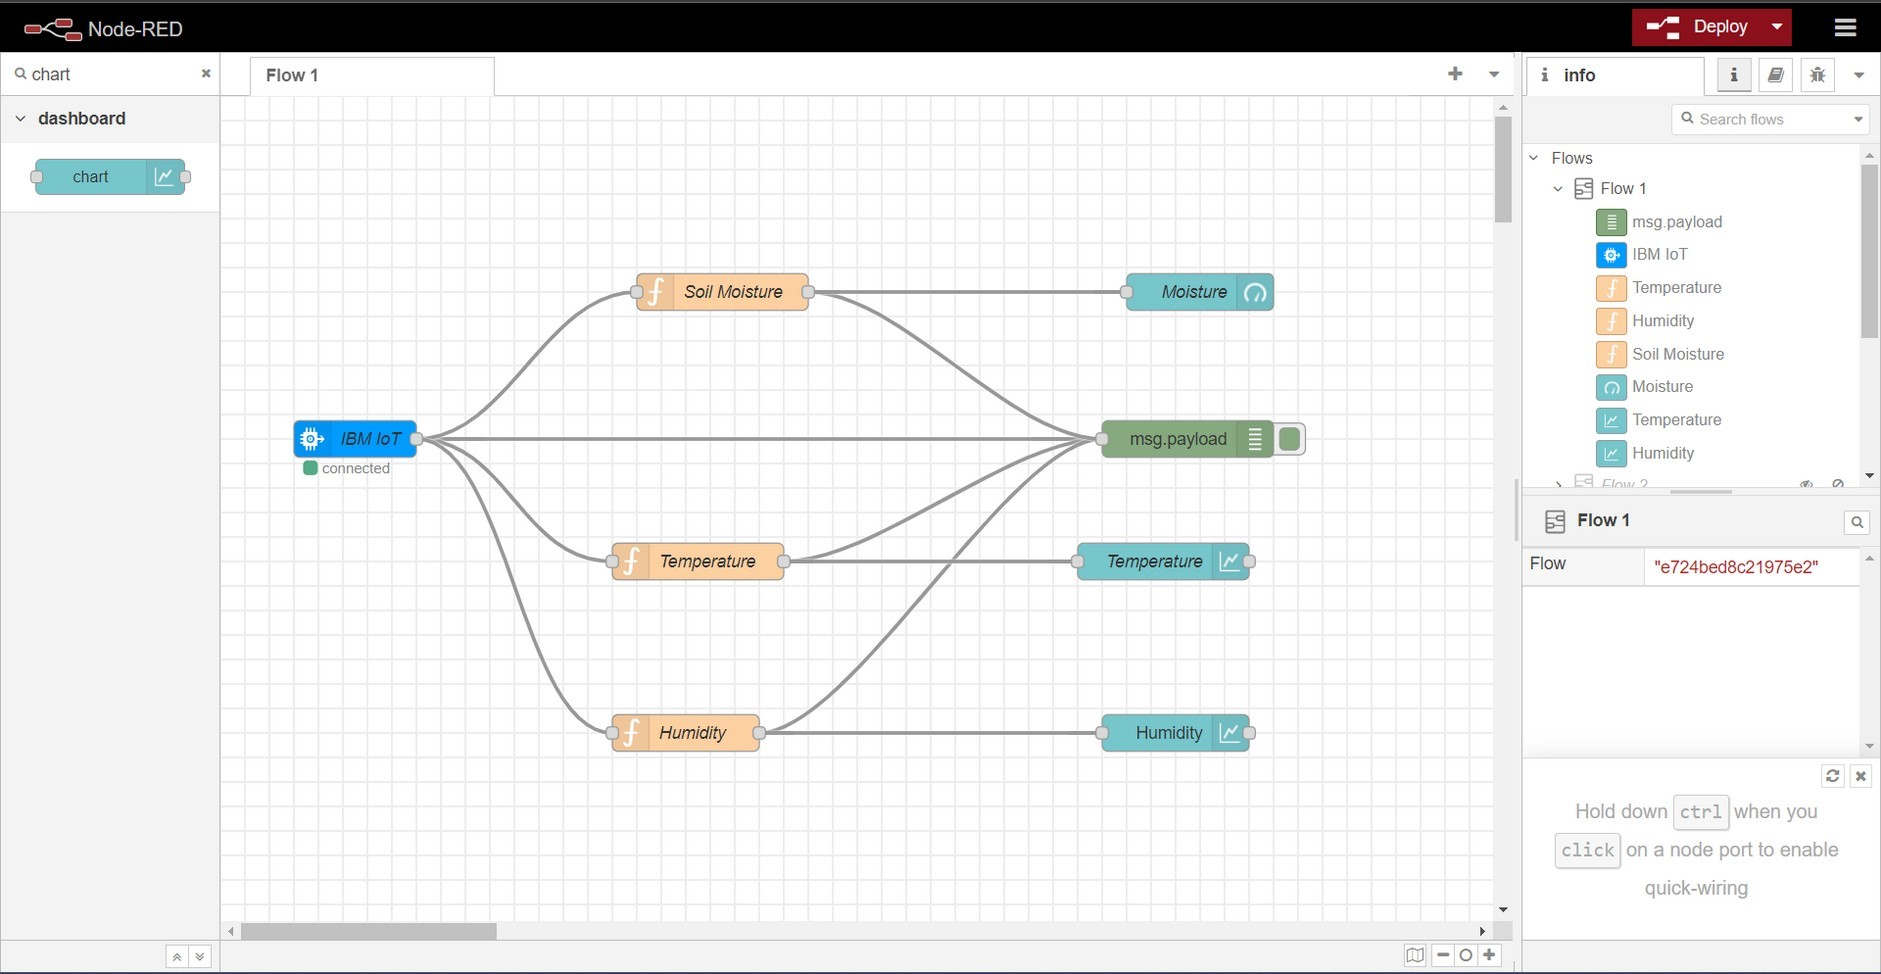 Node-RED
Deploy
chart
Flow 1
info
dashboard
Search flows
chart
Flows
Flow 1
msg.payload
IBM IoT
Temperature
Humidity
Soil Moisture
Moisture
Temperature
Humidity
Flow 2
Soil Moisture
Moisture
IBM IoT
connected
msg.payload
Temperature
Temperature
Humidity
Humidity
Flow 1
Flow
"e724bed8c21975e2"
Hold down ctrl when you
click on a node port to enable
quick-wiring